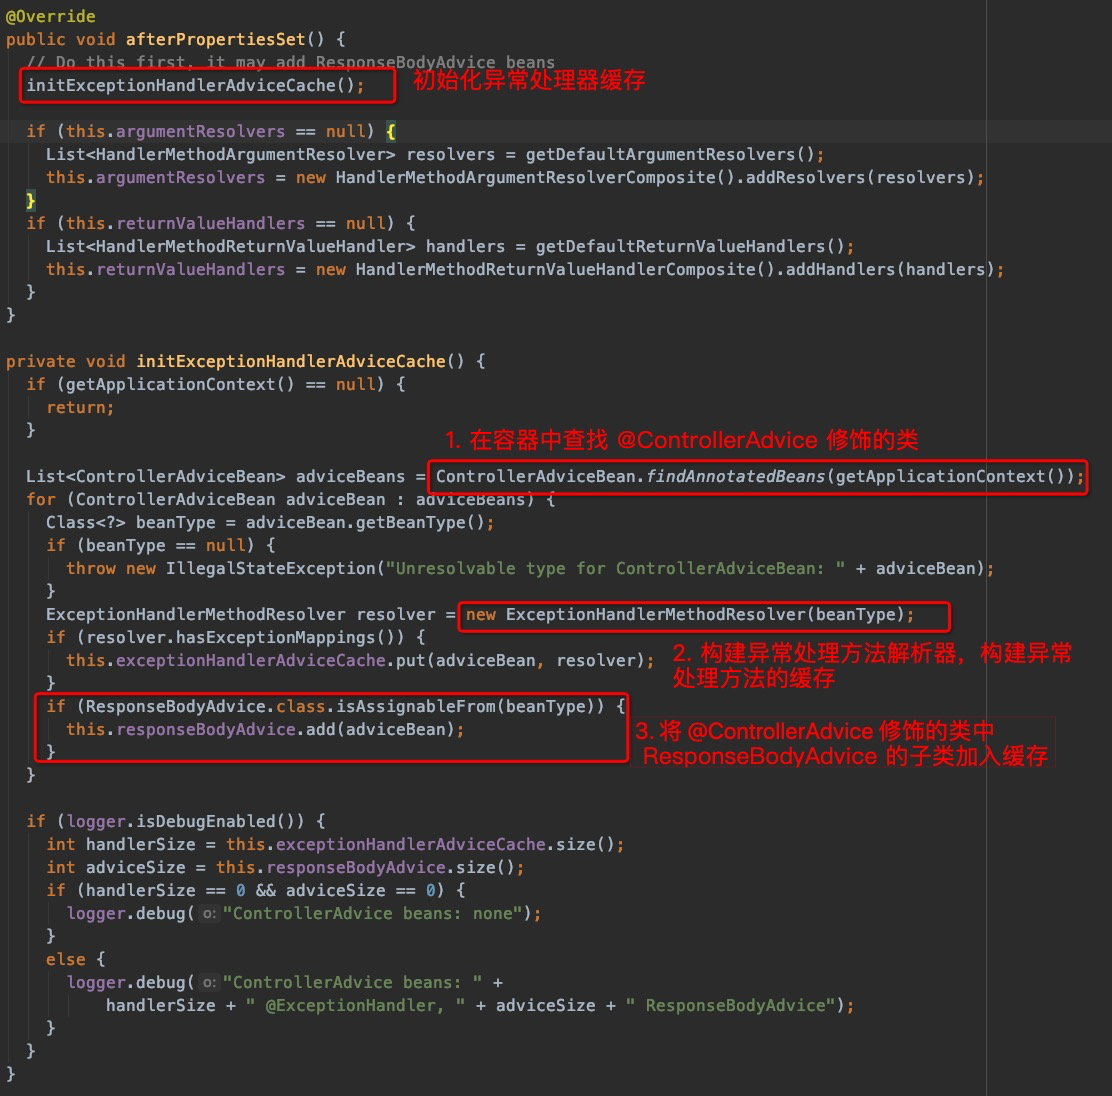 @Override
public void afterPropertiesSet() {
// Do this first, it may add ResponseBodyAdvice beans
initExceptionHandlerAdviceCache(); 初始化异常处理器缓存
if (this.argumentResolvers == null) {
List<HandlerMethodArgumentResolver> resolvers = getDefaultArgumentResolvers();
this.argumentResolvers = new HandlerMethodArgumentResolverComposite().addResolvers(resolvers);
}
if (this.returnValueHandlers == null) {
List<HandlerMethodReturnValueHandler> handlers = getDefaultReturnValueHandlers();
this.returnValueHandlers = new HandlerMethodReturnValueHandlerComposite().addHandlers(handlers);
}
}
private void initExceptionHandlerAdviceCache() {
if (getApplicationContext() == null) {
return;
}
1. 在容器中查找 @ControllerAdvice 修饰的类
List<ControllerAdviceBean> adviceBeans = ControllerAdviceBean.findAnnotatedBeans(getApplicationContext());
for (ControllerAdviceBean adviceBean : adviceBeans) {
Class<?> beanType = adviceBean.getBeanType();
if (beanType == null) {
throw new IllegalStateException("Unresolvable type for ControllerAdviceBean: " + adviceBean);
}
ExceptionHandlerMethodResolver resolver = new ExceptionHandlerMethodResolver(beanType);
if (resolver.hasExceptionMappings()) {
this.exceptionHandlerAdviceCache.put(adviceBean, resolver);
2. 构建异常处理方法解析器，构建异常
处理方法的缓存
}
if (ResponseBodyAdvice.class.isAssignableFrom(beanType)) {
this.responseBodyAdvice.add(adviceBean);
}
3. 将 @ControllerAdvice 修饰的类中
ResponseBodyAdvice 的子类加入缓存
}
if (logger.isDebugEnabled()) {
int handlerSize = this.exceptionHandlerAdviceCache.size();
int adviceSize = this.responseBodyAdvice.size();
if (handlerSize == 0 && adviceSize == 0) {
logger.debug( o: "ControllerAdvice beans: none");
}
else {
logger.debug( o: "ControllerAdvice beans: " +
handlerSize + " @ExceptionHandler, " + adviceSize + " ResponseBodyAdvice");
}
}
}